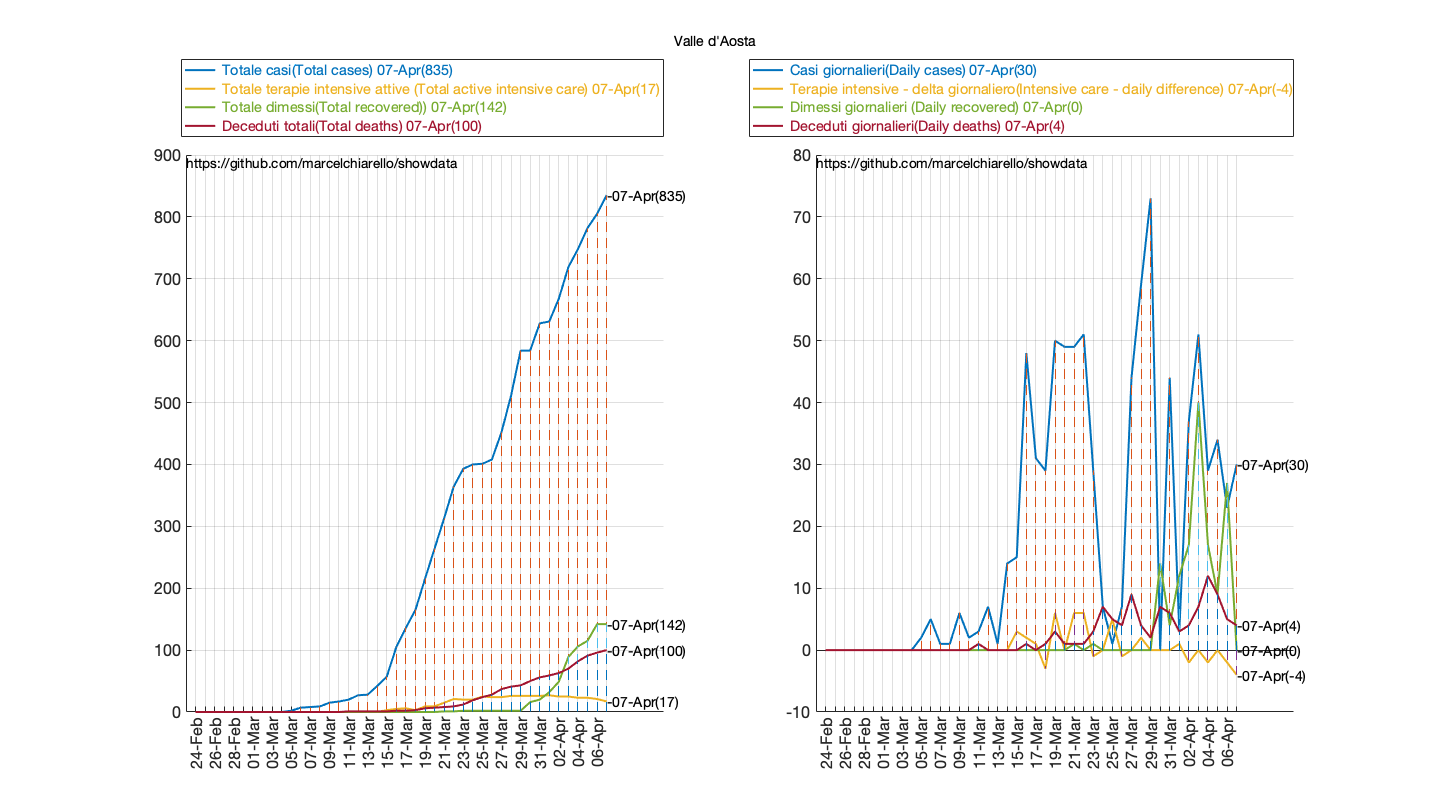 Valle d'Aosta
Totale casi(Total cases) 07-Apr(835)
Totale terapie intensive attive (Total active intensive care) 07-Apr(17)
Totale dimessi(Total recovered)) 07-Apr(142)
Deceduti totali(Total deaths) 07-Apr(100)
900
800
700
600
500
400
300
200
100
0
https://github.com/marcelchiarello/showdata
-07-Apr(835)
-07-Apr(142)
-07-Apr(100)
-07-Apr(17)
24-Feb
26-Feb
28-Feb
01-Mar
03-Mar
05-Mar
07-Mar
09-Mar
11-Mar
13-Mar
15-Mar
17-Mar
19-Mar
21-Mar
23-Mar
25-Mar
27-Mar
29-Mar
31-Mar
02-Apr
04-Apr
06-Apr
Casi giornalieri(Daily cases) 07-Apr(30)
Terapie intensive - delta giornaliero(Intensive care - daily difference) 07-Apr(-4)
Dimessi giornalieri (Daily recovered) 07-Apr(0)
Deceduti giornalieri(Daily deaths) 07-Apr(4)
80
70
60
50
40
30
20
10
0
-10
https://github.com/marcelchiarello/showdata
-07-Apr(30)
-07-Apr(4)
-07-Apr(0)
-07-Apr(-4)
24-Feb
26-Feb
28-Feb
01-Mar
03-Mar
05-Mar
07-Mar
09-Mar
11-Mar
13-Mar
15-Mar
17-Mar
19-Mar
21-Mar
23-Mar
25-Mar
27-Mar
29-Mar
31-Mar
02-Apr
04-Apr
06-Apr